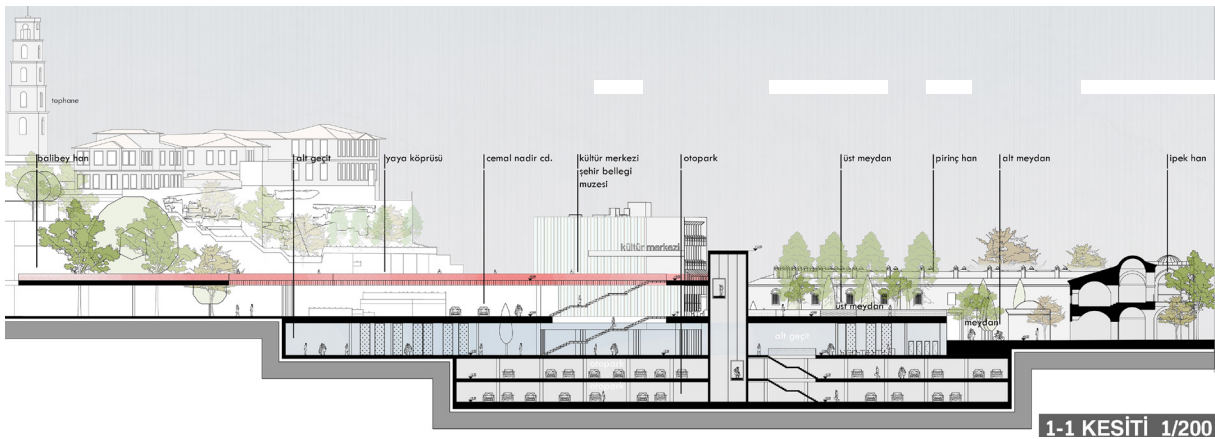 tophane
balibey han
alt geçit
yaya köprüsü
cemal nadir cd.
kültür merkezi
şehir bellegi
muzesi
otopark
üst meydan
pirinç han
alt meydan
ipek han
kültür merkezi
üst meydan
meydan
alt geçit
otopark
1-1 KESİTİ 1/200